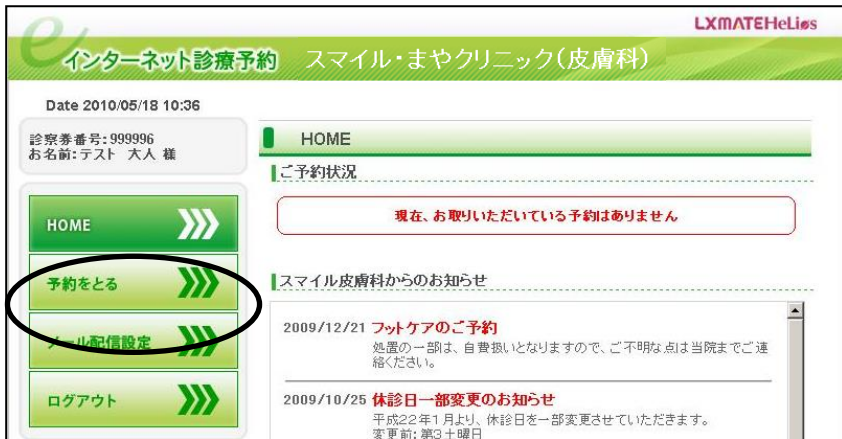 LXMATEHeLiØs
インターネット診療予約 スマイル・まやクリニック(皮膚科)
Date 2010/05/18 10:36
診察券番号:999996
お名前:テスト 大人 様
HOME
予約をとる
メール配信設定
ログアウト
HOME
ご予約状況
現在、お取りいただいている予約はありません
スマイル皮膚科からのお知らせ
2009/12/21 フットケアのご予約
処置の一部は、自費扱いとなりますので、ご不明な点は当院までご連
絡ください。
2009/10/25 休診日一部変更のお知らせ
平成22年1月より、休診日を一部変更させていただきます。
変更前:第3土曜日